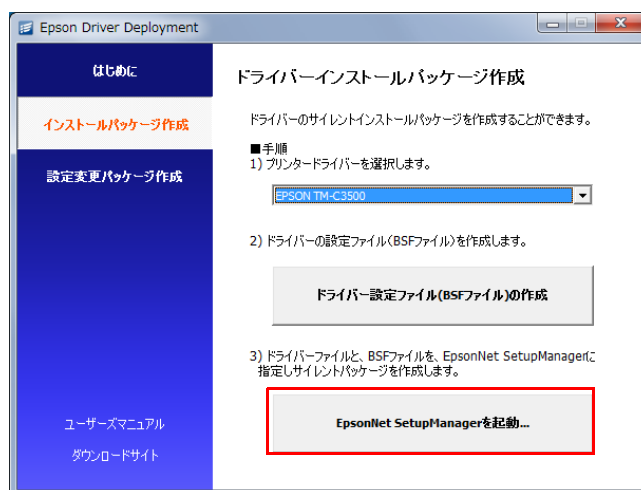 Epson Driver Deployment
はじめに
インストールパッケージ作成
設定変更パッケージ作成
ユーザーズマニュアル
ダウンロードサイト
ドライバーインストールパッケージ作成
ドライバーのサイレントインストールパッケージを作成することができます。
■手順
1) プリンタードライバーを選択します。
EPSON TM-C3500
2) ドライバーの設定ファイル(BSFファイル)を作成します。
ドライバー設定ファイル(BSFファイル)の作成
3) ドライバーファイルと、BSFファイルを、EpsonNet SetupManagerに
指定しサイレントパッケージを作成します。
EpsonNet SetupManagerを起動...